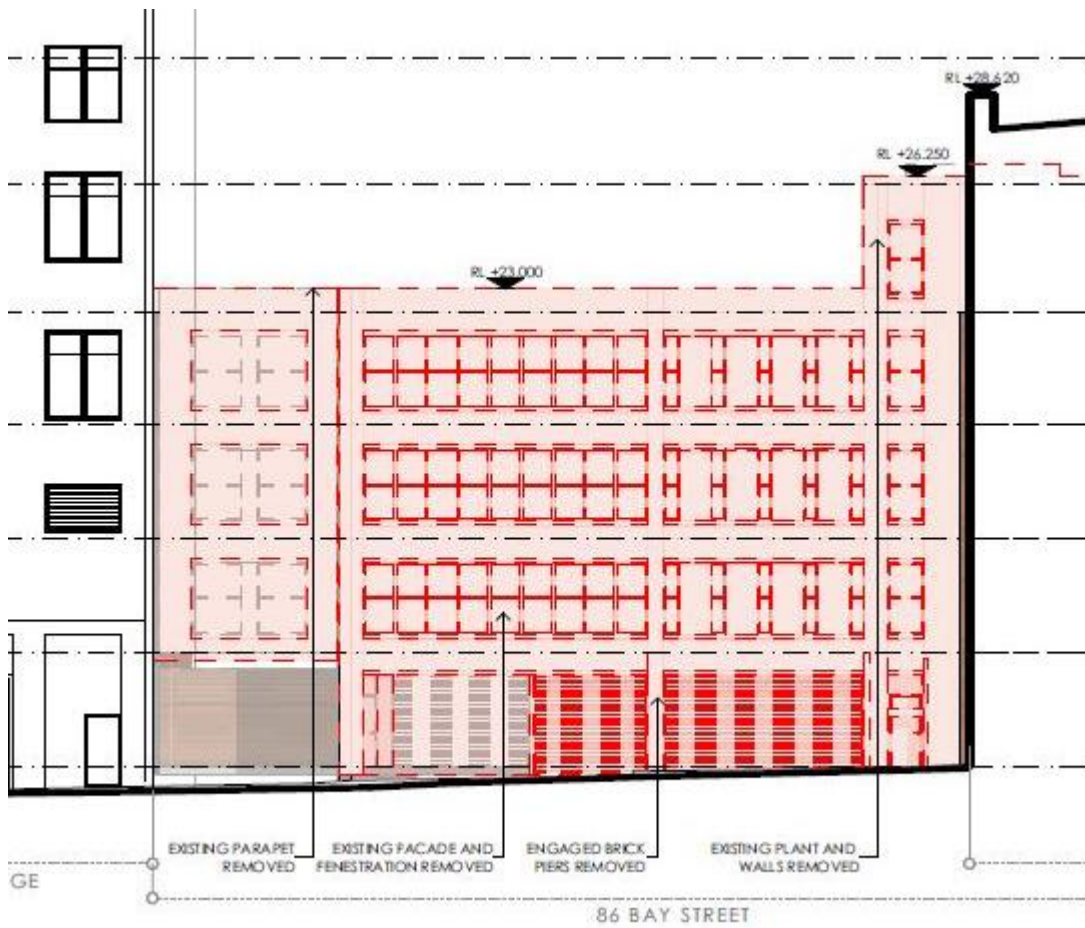 RL +28.620
RL +26.250
RL +23.000
EXISTING PARAPET
REMOVED
EXISTING FACADE AND
FENESTRATION REMOVED
ENGAGED BRICK
PIERS REMOVED
EXISTING PLANT AND
WALLS REMOVED
GE
86 BAY STREET